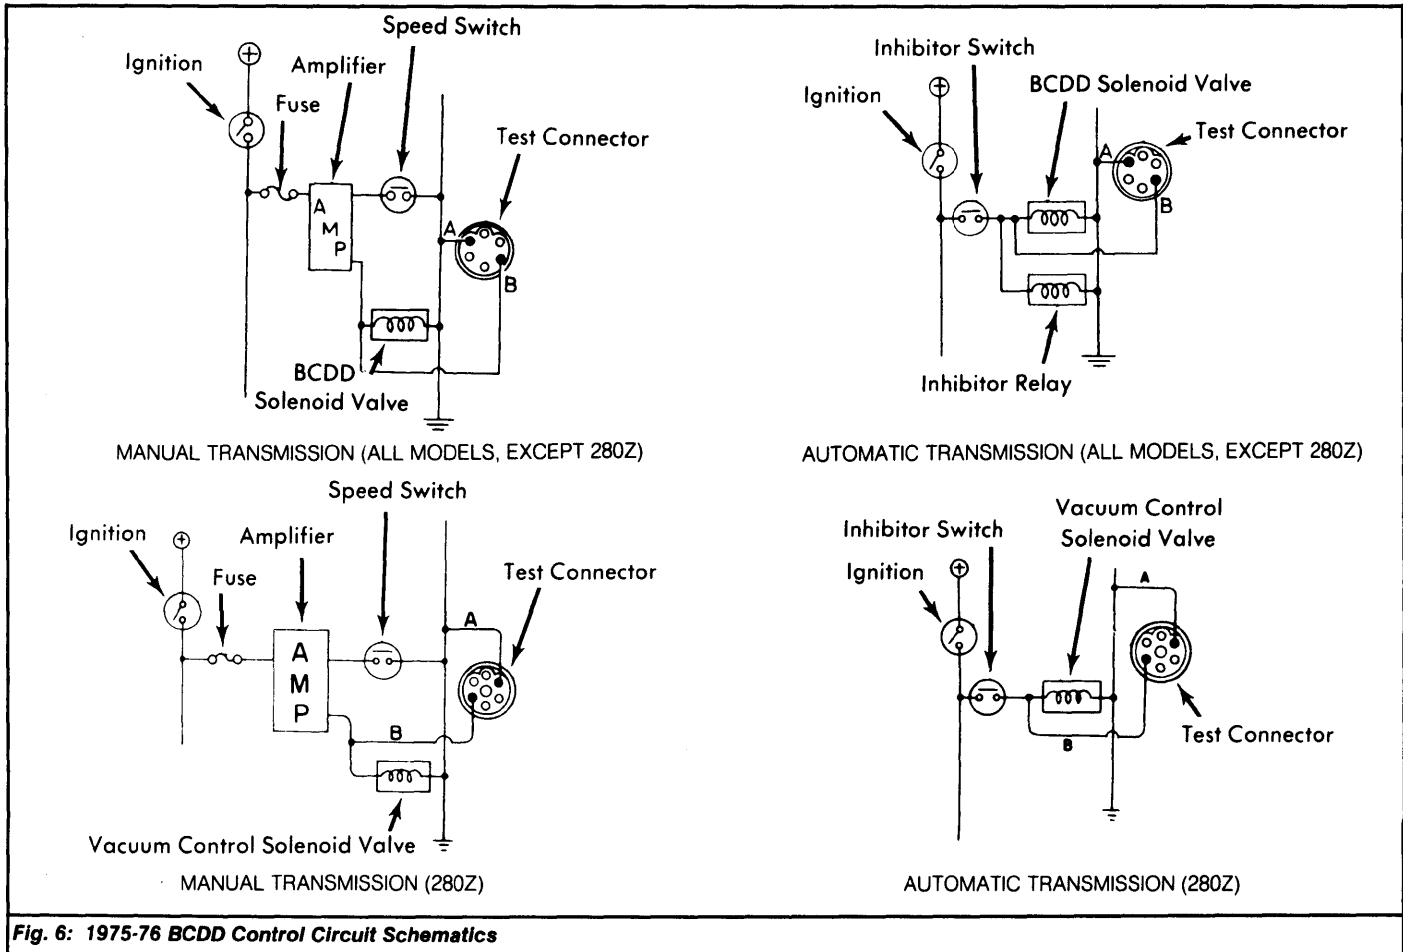 Speed Switch
Ignition
Amplifier
Fuse
Test Connector
A
M
P
A
B
BCDD
Solenoid Valve
MANUAL TRANSMISSION (ALL MODELS, EXCEPT 280Z)
Inhibitor Switch
Ignition
BCDD Solenoid Valve
Test Connector
A
B
Inhibitor Relay
AUTOMATIC TRANSMISSION (ALL MODELS, EXCEPT 280Z)
Speed Switch
Ignition
Amplifier
Fuse
Test Connector
A
A
M
P
B
Vacuum Control Solenoid Valve
MANUAL TRANSMISSION (280Z)
Vacuum Control
Solenoid Valve
Inhibitor Switch
Ignition
A
B
Test Connector
AUTOMATIC TRANSMISSION (280Z)
Fig. 6: 1975-76 BCDD Control Circuit Schematics